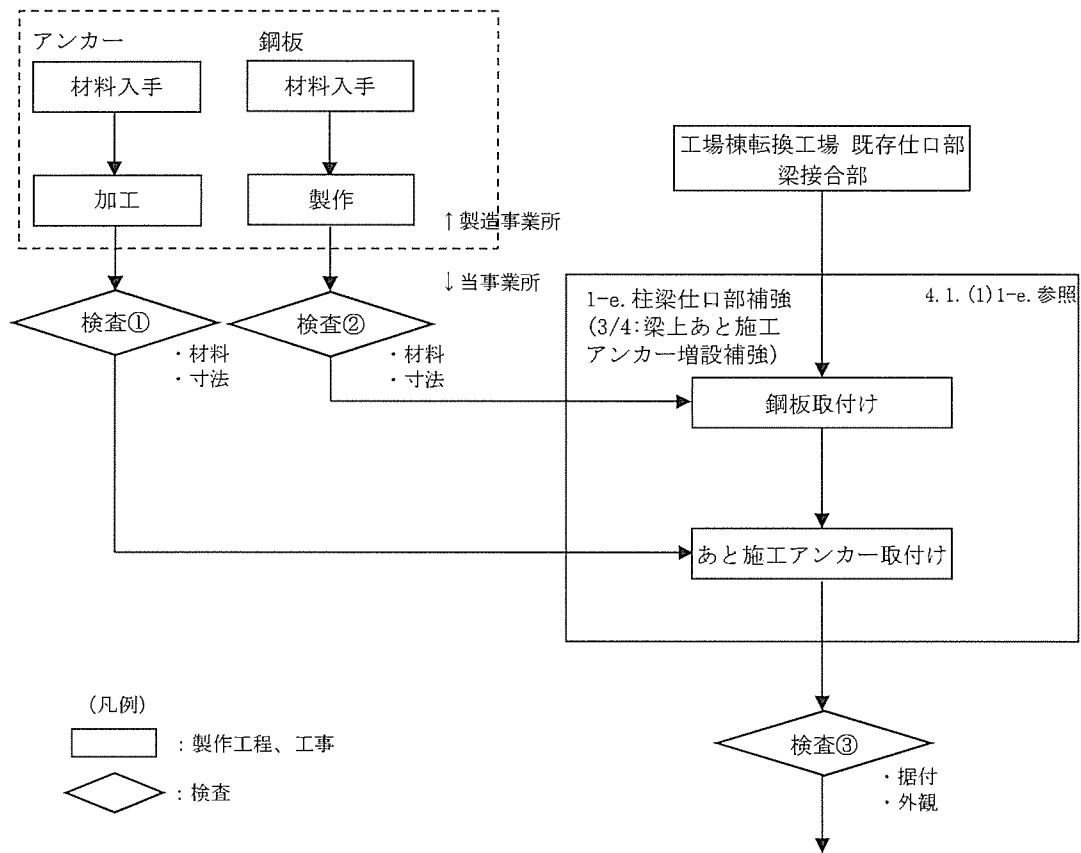 アンカー
鋼板
材料入手
材料入手
加工
製作
↑製造事業所
↓当事業所
検査①
・材料
・寸法
検査②
・材料
・寸法
工場棟転換工場 既存仕口部
梁接合部
1-e.柱梁仕口部補強
(3/4:梁上あと施工
アンカー増設補強)
4.1.(1)1-e.参照
鋼板取付け
あと施工アンカー取付け
検査③
・据付
・外観
(凡例)
:製作工程、工事
:検査